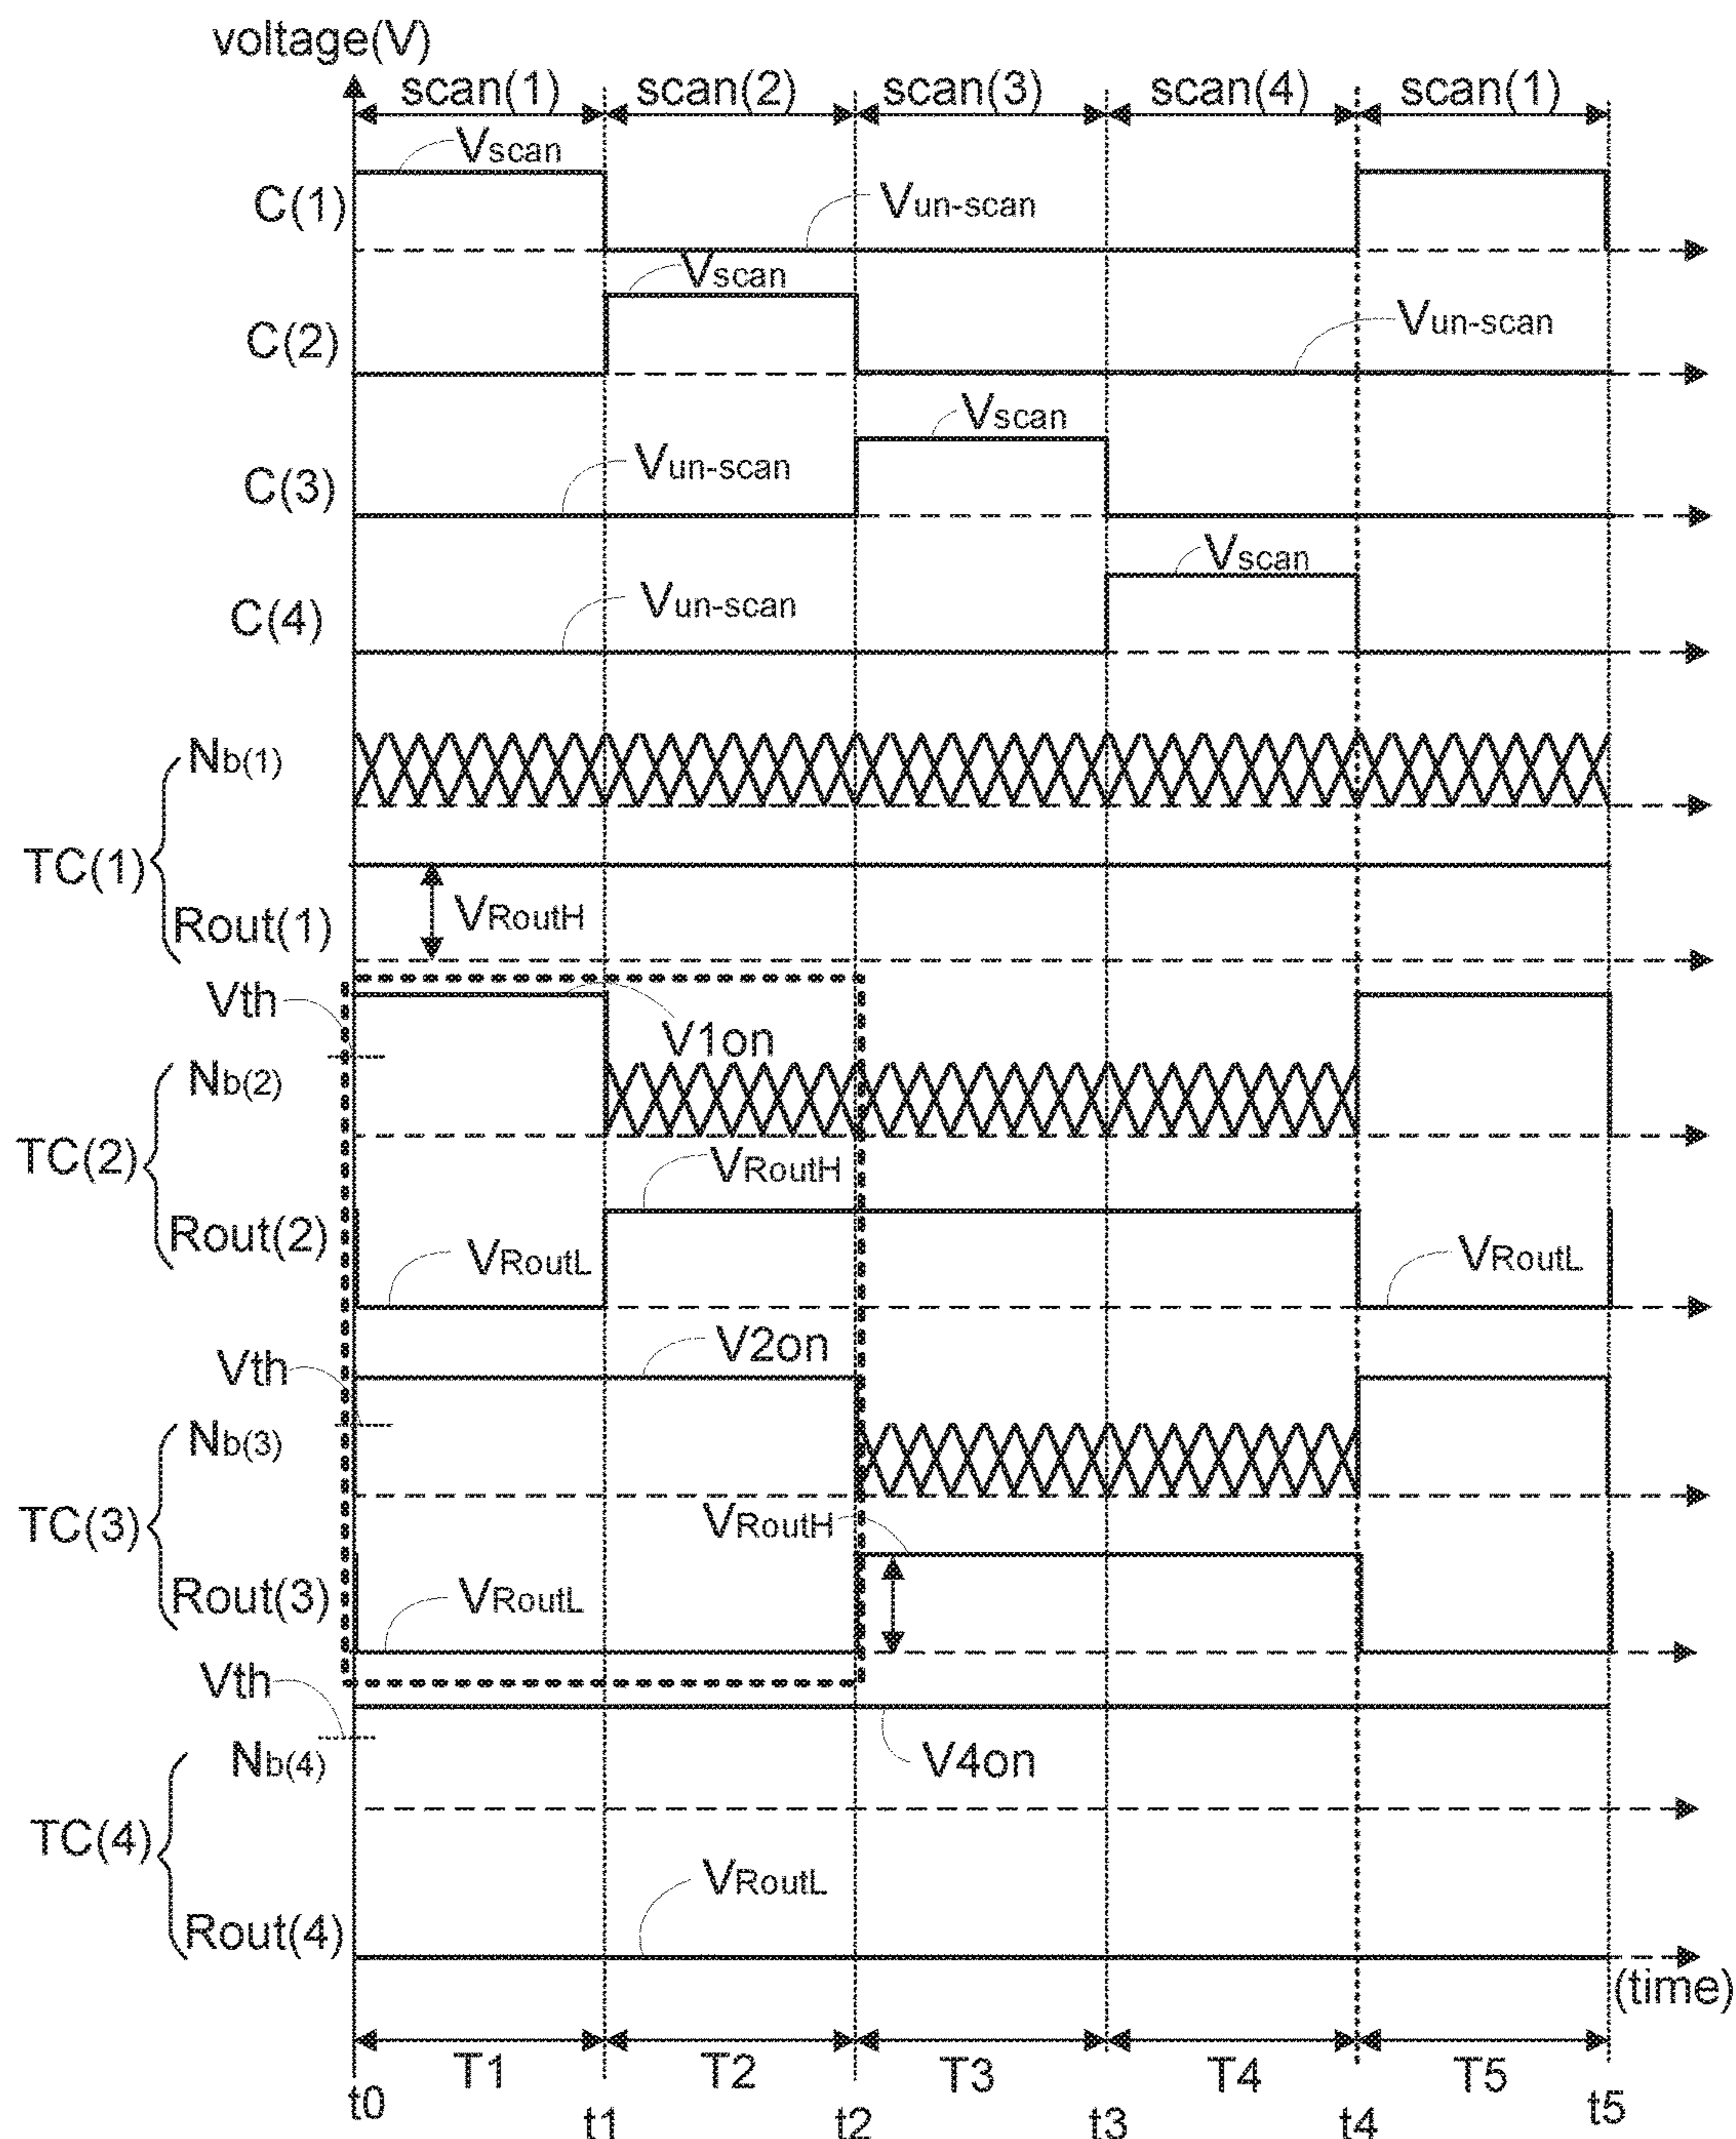 voltage(V)
scan(1) scan(2) scan(3) scan(4) scan(1)
Vscan
C(1)
Vun-scan
Vscan
C(2)
Vun-scan
Vscan
C(3)
Vun-scan
Vscan
C(4)
Vun-scan
Nb(1)
TC(1)
Rout(1)
VRoutH
Vth
V1on
Nb(2)
TC(2)
VRoutH
Rout(2)
VRoutL
VRoutL
V2on
Vth
Nb(3)
TC(3)
VRoutH
Rout(3)
VRoutL
Vth
Nb(4)
V4on
TC(4)
VRoutL
Rout(4)
(time)
T1 T2 T3 T4 T5
t0 t1 t2 t3 t4 t5